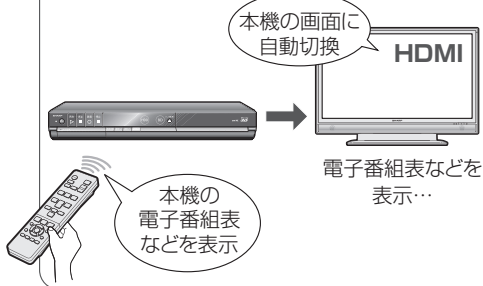 本機の画面に
自動切換
HDMI
電子番組表などを
表示…
本機の
電子番組表
などを表示